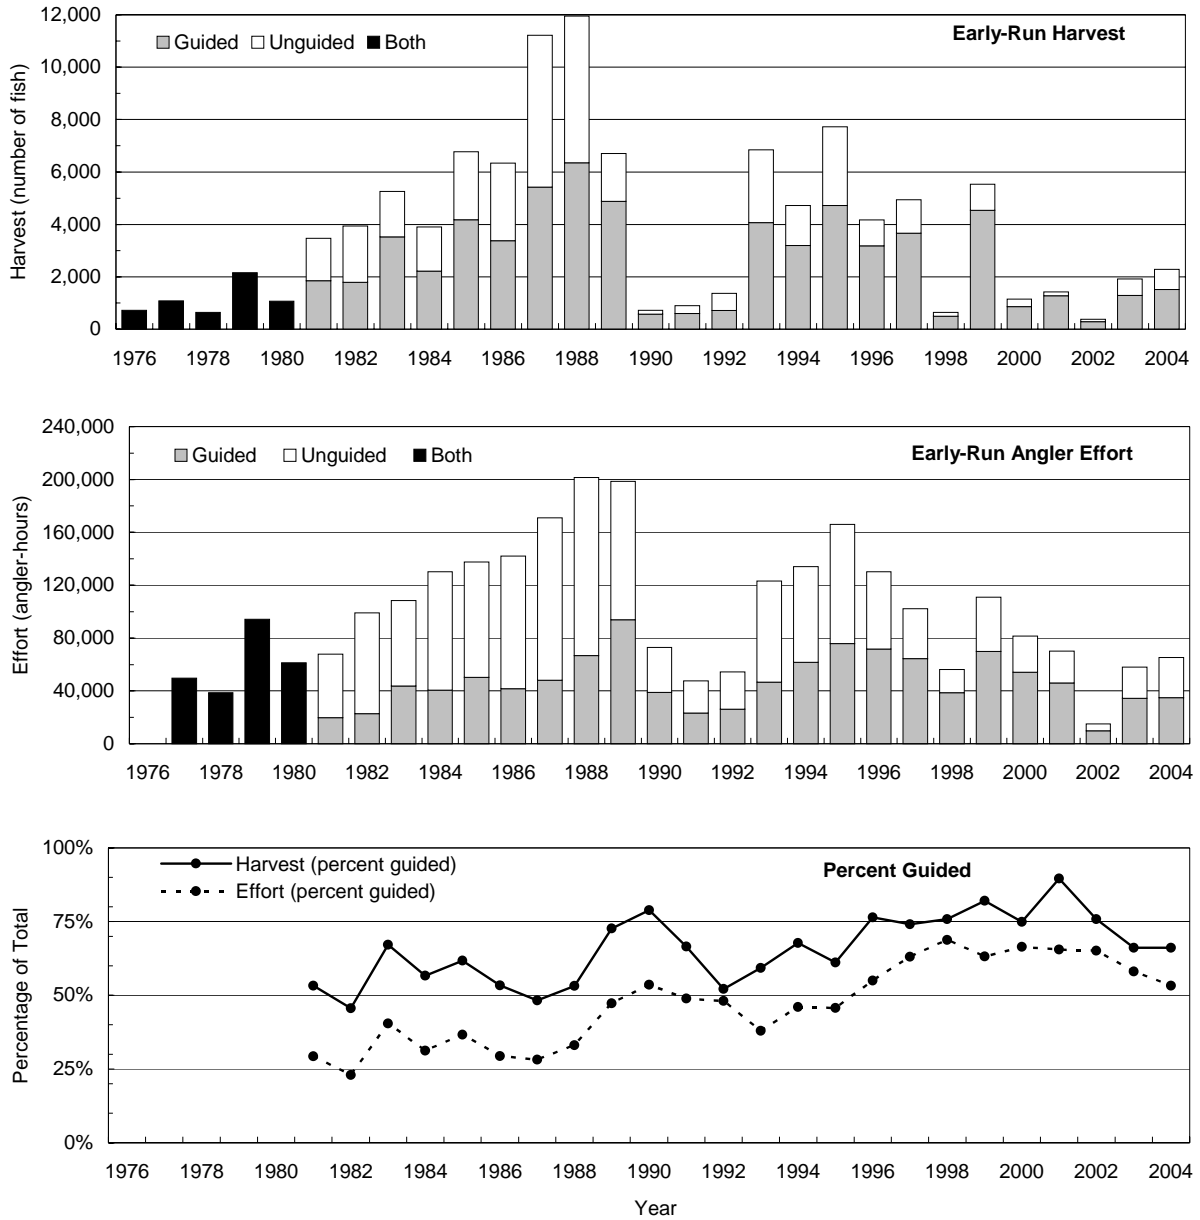 12,000
Guided Unguided Both Early-Run Harvest
10,000
8,000
6,000
4,000
2,000
0
Harvest (number of fish)
1976 1978 1980 1982 1984 1986 1988 1990 1992 1994 1996 1998 2000 2002 2004
240,000
Guided Unguided Both Early-Run Angler Effort
200,000
160,000
120,000
80,000
40,000
0
Effort (angler-hours)
1976 1978 1980 1982 1984 1986 1988 1990 1992 1994 1996 1998 2000 2002 2004
100%
Harvest (percent guided) Percent Guided
Effort (percent guided)
75%
50%
25%
0%
Percentage of Total
1976 1978 1980 1982 1984 1986 1988 1990 1992 1994 1996 1998 2000 2002 2004
Year